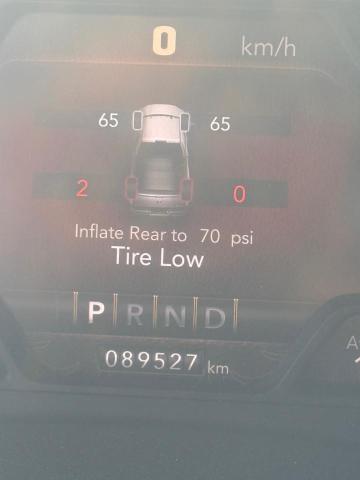 0 km/h
65 65
2 0
Inflate Rear to 70 psi
Tire Low
P R N D
089527 km
A